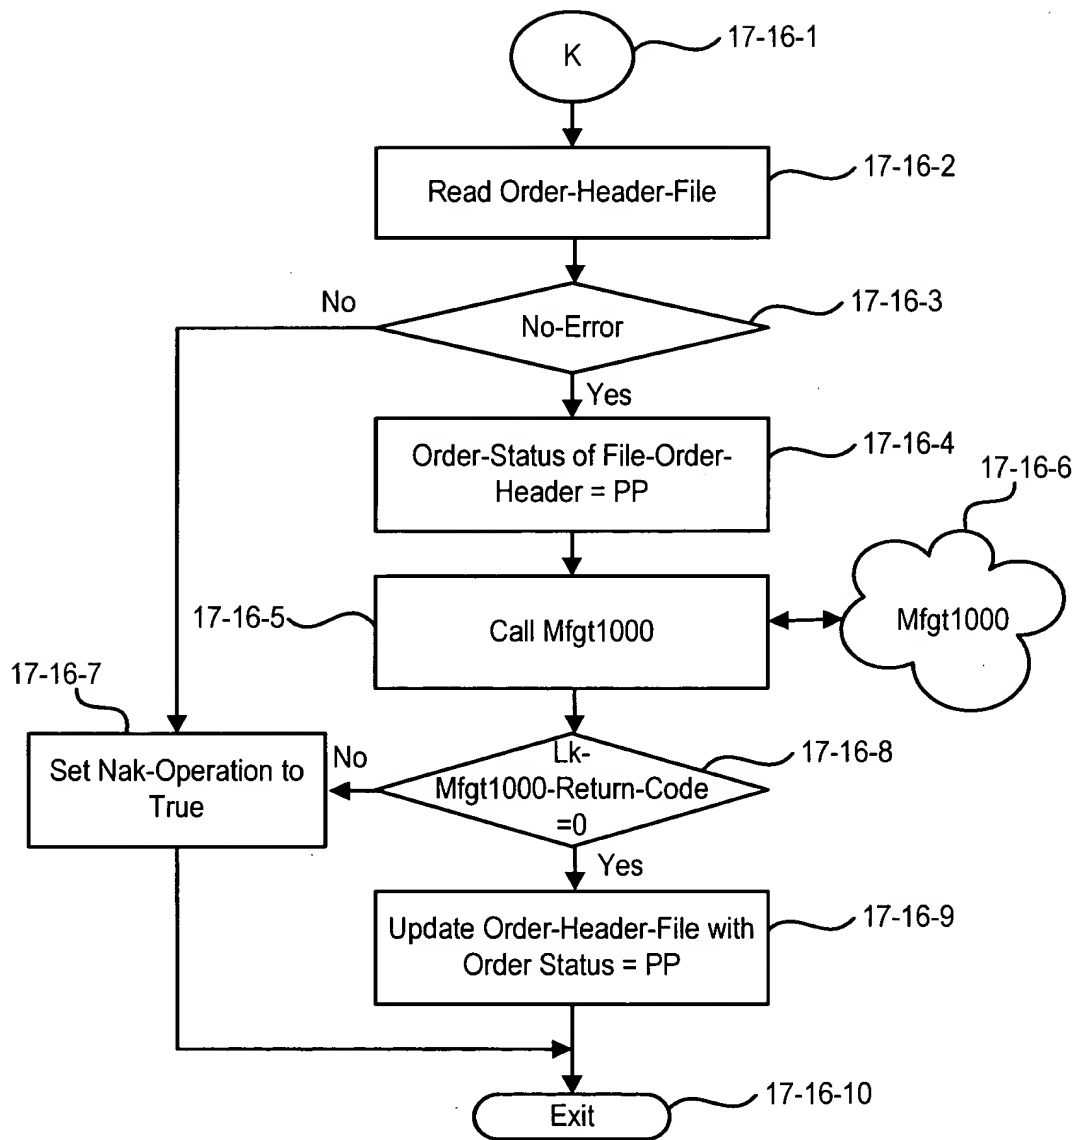 K
17-16-1
Read Order-Header-File
17-16-2
No-Error
17-16-3
No
Yes
Order-Status of File-Order-
Header = PP
17-16-4
17-16-6
Call Mfgt1000
17-16-5
Mfgt1000
17-16-7
Set Nak-Operation to
True
No
Lk-
Mfgt1000-Return-Code
=0
17-16-8
Yes
Update Order-Header-File with
Order Status = PP
17-16-9
Exit
17-16-10